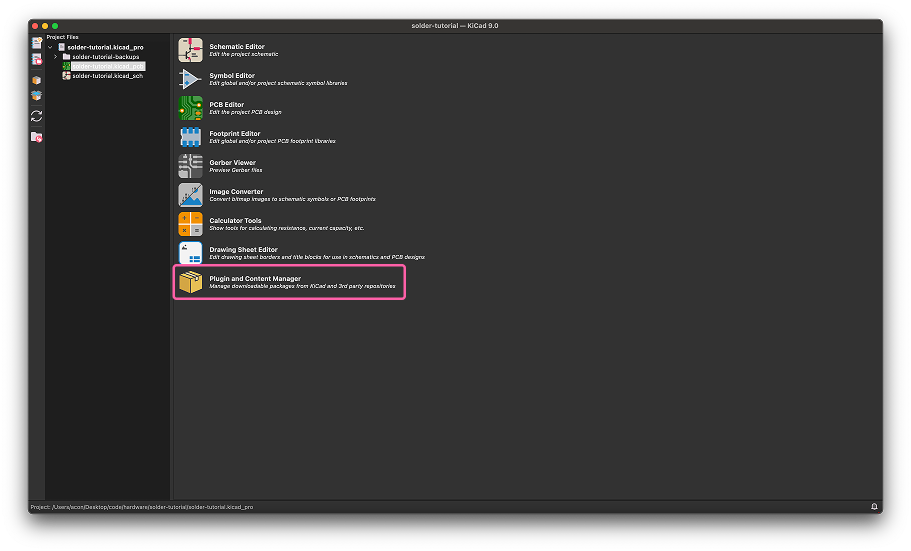 solder-tutorial — KiCad 9.0
Project Files
solder-tutorial.kicad_pro
solder-tutorial-backups
solder-tutorial.kicad_pcb
solder-tutorial.kicad_sch
Schematic Editor
Edit the project schematic
Symbol Editor
Edit global and/or project schematic symbol libraries
PCB Editor
Edit the project PCB design
Footprint Editor
Edit global and/or project PCB footprint libraries
Gerber Viewer
Preview Gerber files
Image Converter
Convert bitmap images to schematic symbols or PCB footprints
Calculator Tools
Show tools for calculating resistance, current capacity, etc.
Drawing Sheet Editor
Edit drawing sheet borders and title blocks for use in schematics and PCB designs
Plugin and Content Manager
Manage downloadable packages from KiCad and 3rd party repositories
Project: /Users/acon/Desktop/code/hardware/solder-tutorial/solder-tutorial.kicad_pro